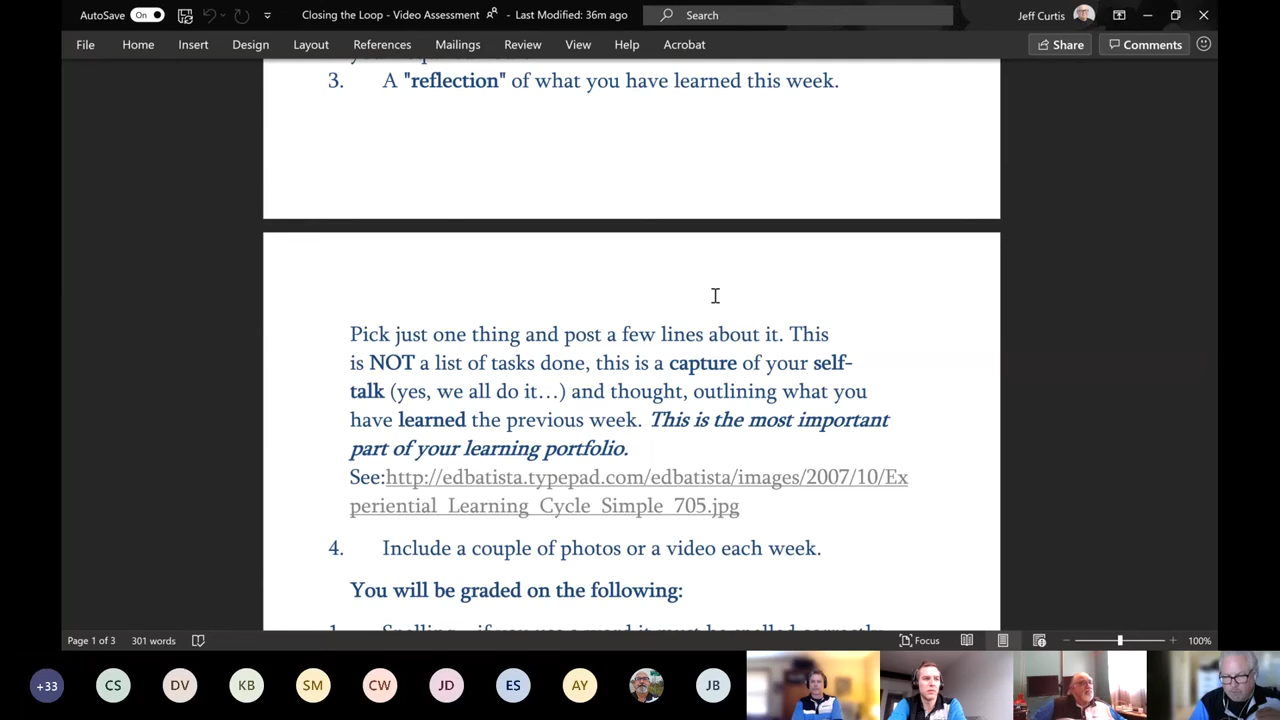 AutoSave On Closing the Loop - Video Assessment - Last Modified: 36m ago Search Jeff Curtis
File Home Insert Design Layout References Mailings Review View Help Acrobat Share Comments
3. A "reflection" of what you have learned this week.
Pick just one thing and post a few lines about it. This
is NOT a list of tasks done, this is a capture of your self-
talk (yes, we all do it…) and thought, outlining what you
have learned the previous week. This is the most important
part of your learning portfolio.
See:http://edbatista.typepad.com/edbatista/images/2007/10/Ex
periential_Learning_Cycle_Simple_705.jpg
4. Include a couple of photos or a video each week.
You will be graded on the following:
Page 1 of 3 301 words Focus 100%
+33 CS DV KB SM CW JD ES AY JB